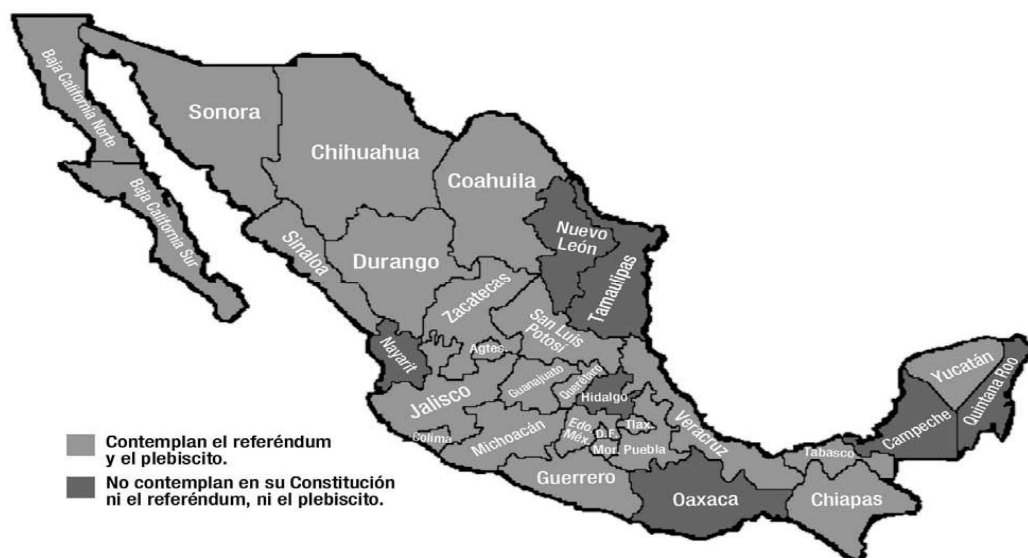 Baja California Norte
Sonora
Chihuahua
Coahuila
Baja California Sur
Sinaloa
Durango
Nuevo
León
Tamaulipas
Zacatecas
San Luis
Potosí
Nayarit
Agtes.
Jalisco
Guanajuato
Querétaro
Hidalgo
Yucatán
Quintana Roo
Campeche
Colima
Michoacán
Edo
Méx.
D.F.
Tlax.
Mor.
Puebla
Veracruz
Tabasco
Guerrero
Oaxaca
Chiapas
Contemplan el referéndum
y el plebiscito.
No contemplan en su Constitución
ni el referéndum, ni el plebiscito.